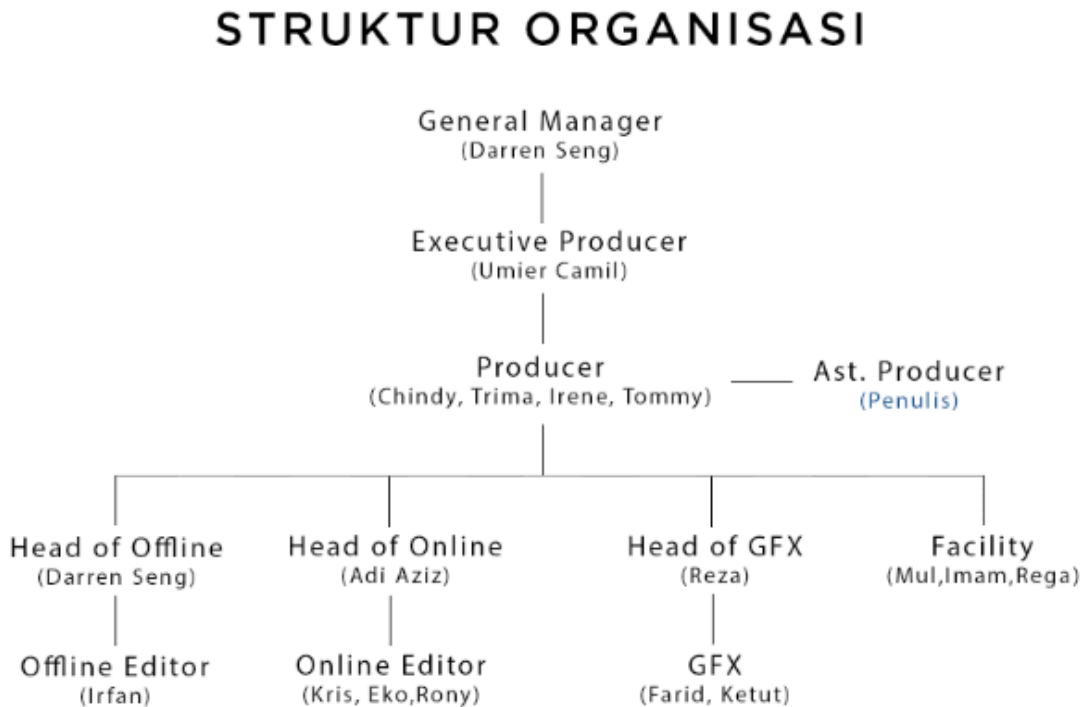 STRUKTUR ORGANISASI
General Manager
(Darren Seng)
Executive Producer
(Umier Camil)
Producer
(Chindy, Trima, Irene, Tommy)
Ast. Producer
(Penulis)
Head of Offline
(Darren Seng)
Head of Online
(Adi Aziz)
Head of GFX
(Reza)
Facility
(Mul,Imam,Rega)
Offline Editor
(Irfan)
Online Editor
(Kris, Eko,Rony)
GFX
(Farid, Ketut)